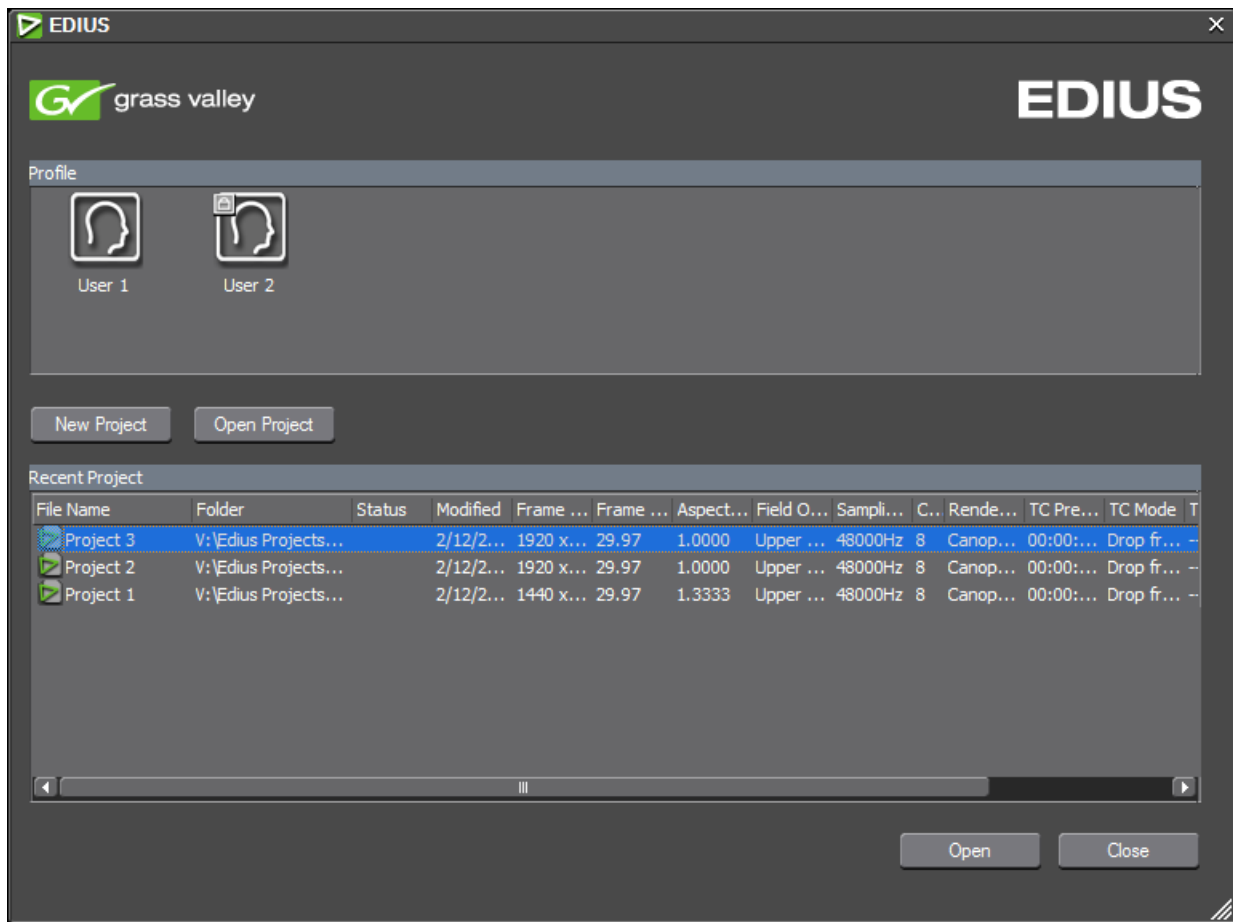 EDIUS
grass valley
EDIUS
Profile
User 1 User 2
New Project Open Project
Recent Project
File Name Folder Status Modified Frame ... Frame ... Aspect... Field O... Sampli... C.. Rende... TC Pre... TC Mode T
Project 3 V:\Edius Projects... 2/12/2... 1920 x... 29.97 1.0000 Upper ... 48000Hz 8 Canop... 00:00:... Drop fr... --
Project 2 V:\Edius Projects... 2/12/2... 1920 x... 29.97 1.0000 Upper ... 48000Hz 8 Canop... 00:00:... Drop fr... --
Project 1 V:\Edius Projects... 2/12/2... 1440 x... 29.97 1.3333 Upper ... 48000Hz 8 Canop... 00:00:... Drop fr... --
Open Close